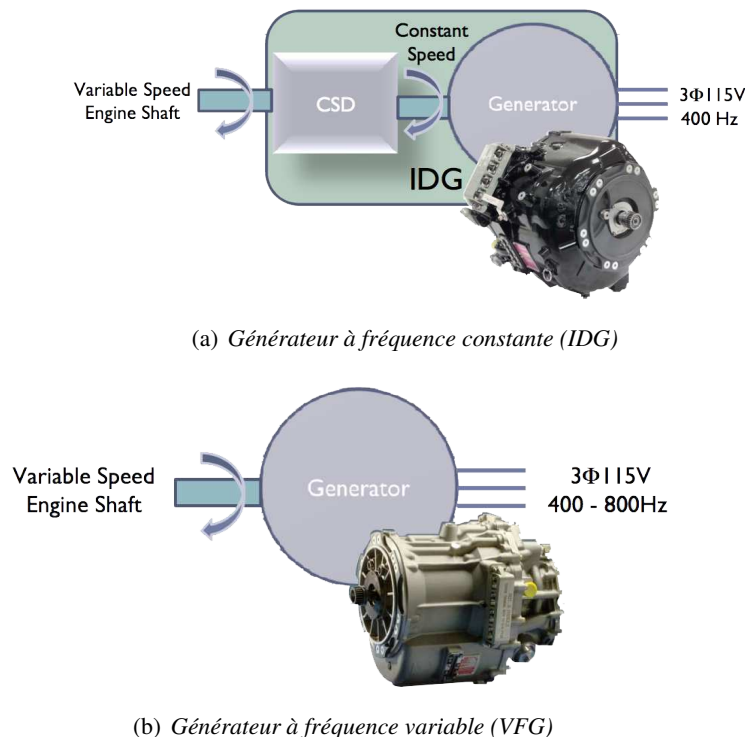 Constant
Speed
Variable Speed
Engine Shaft
CSD
Generator
3Φ115V
400 Hz
IDG
(a) Générateur à fréquence constante (IDG)
Variable Speed
Engine Shaft
Generator
3Φ115V
400 - 800Hz
(b) Générateur à fréquence variable (VFG)